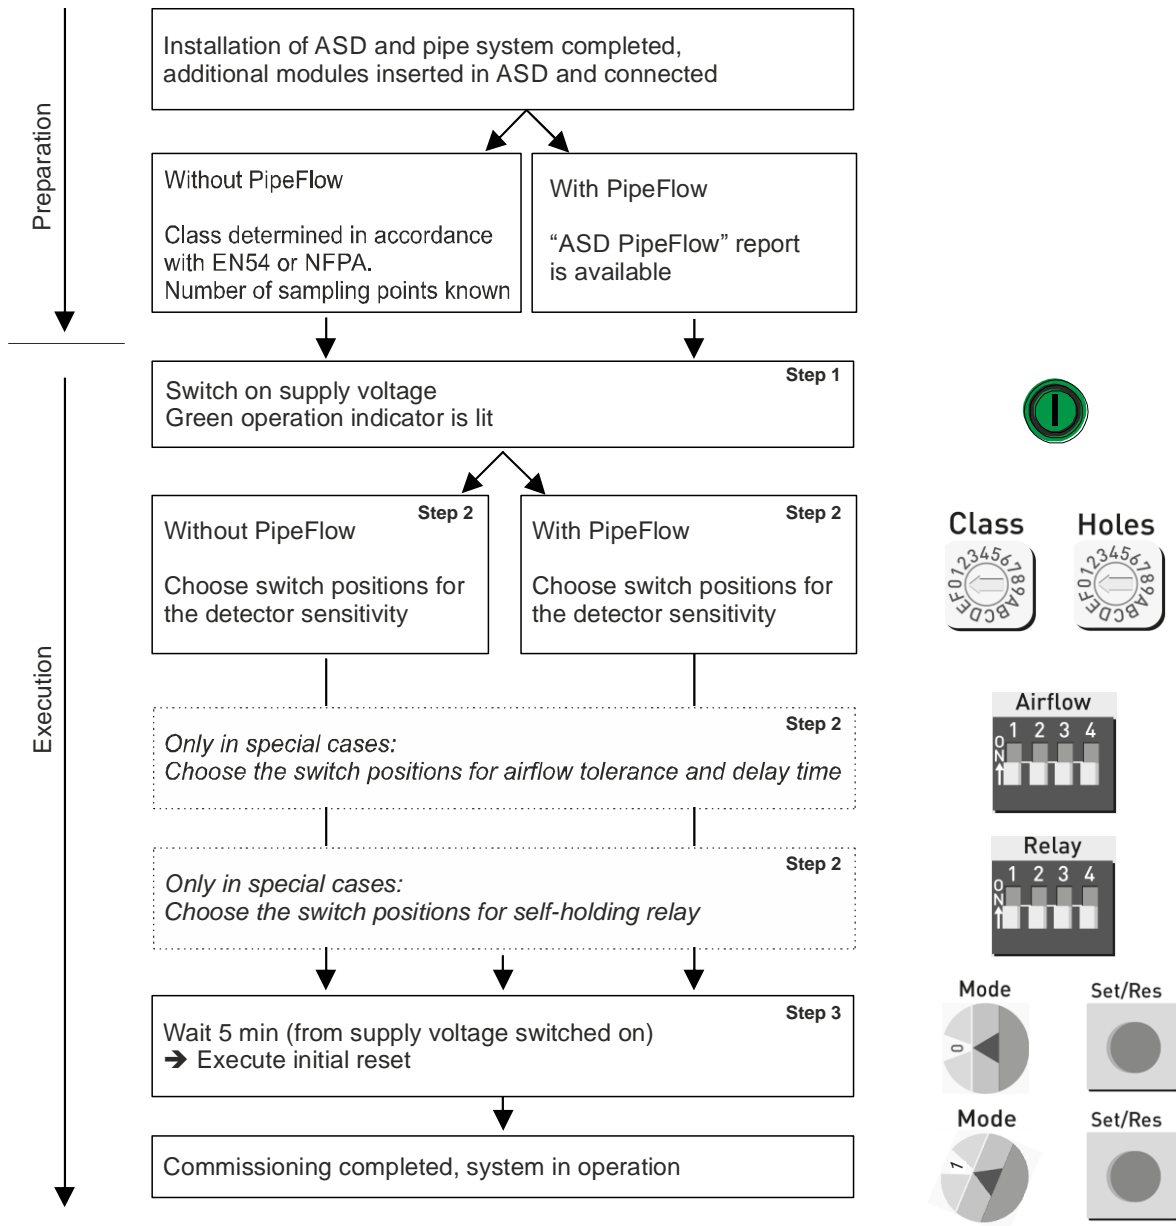 Preparation
Installation of ASD and pipe system completed,
additional modules inserted in ASD and connected
Without PipeFlow
Class determined in accordance
with EN54 or NFPA.
Number of sampling points known
With PipeFlow
“ASD PipeFlow” report
is available
Execution
Step 1
Switch on supply voltage
Green operation indicator is lit
Step 2
Without PipeFlow
Choose switch positions for
the detector sensitivity
Step 2
With PipeFlow
Choose switch positions for
the detector sensitivity
Class
0123456789ABCDEF
Holes
0123456789ABCDEF
Step 2
Only in special cases:
Choose the switch positions for airflow tolerance and delay time
Airflow
1 2 3 4
ON
Step 2
Only in special cases:
Choose the switch positions for self-holding relay
Relay
1 2 3 4
ON
Step 3
Wait 5 min (from supply voltage switched on)
➔ Execute initial reset
Mode
0
Set/Res
Commissioning completed, system in operation
Mode
1
Set/Res